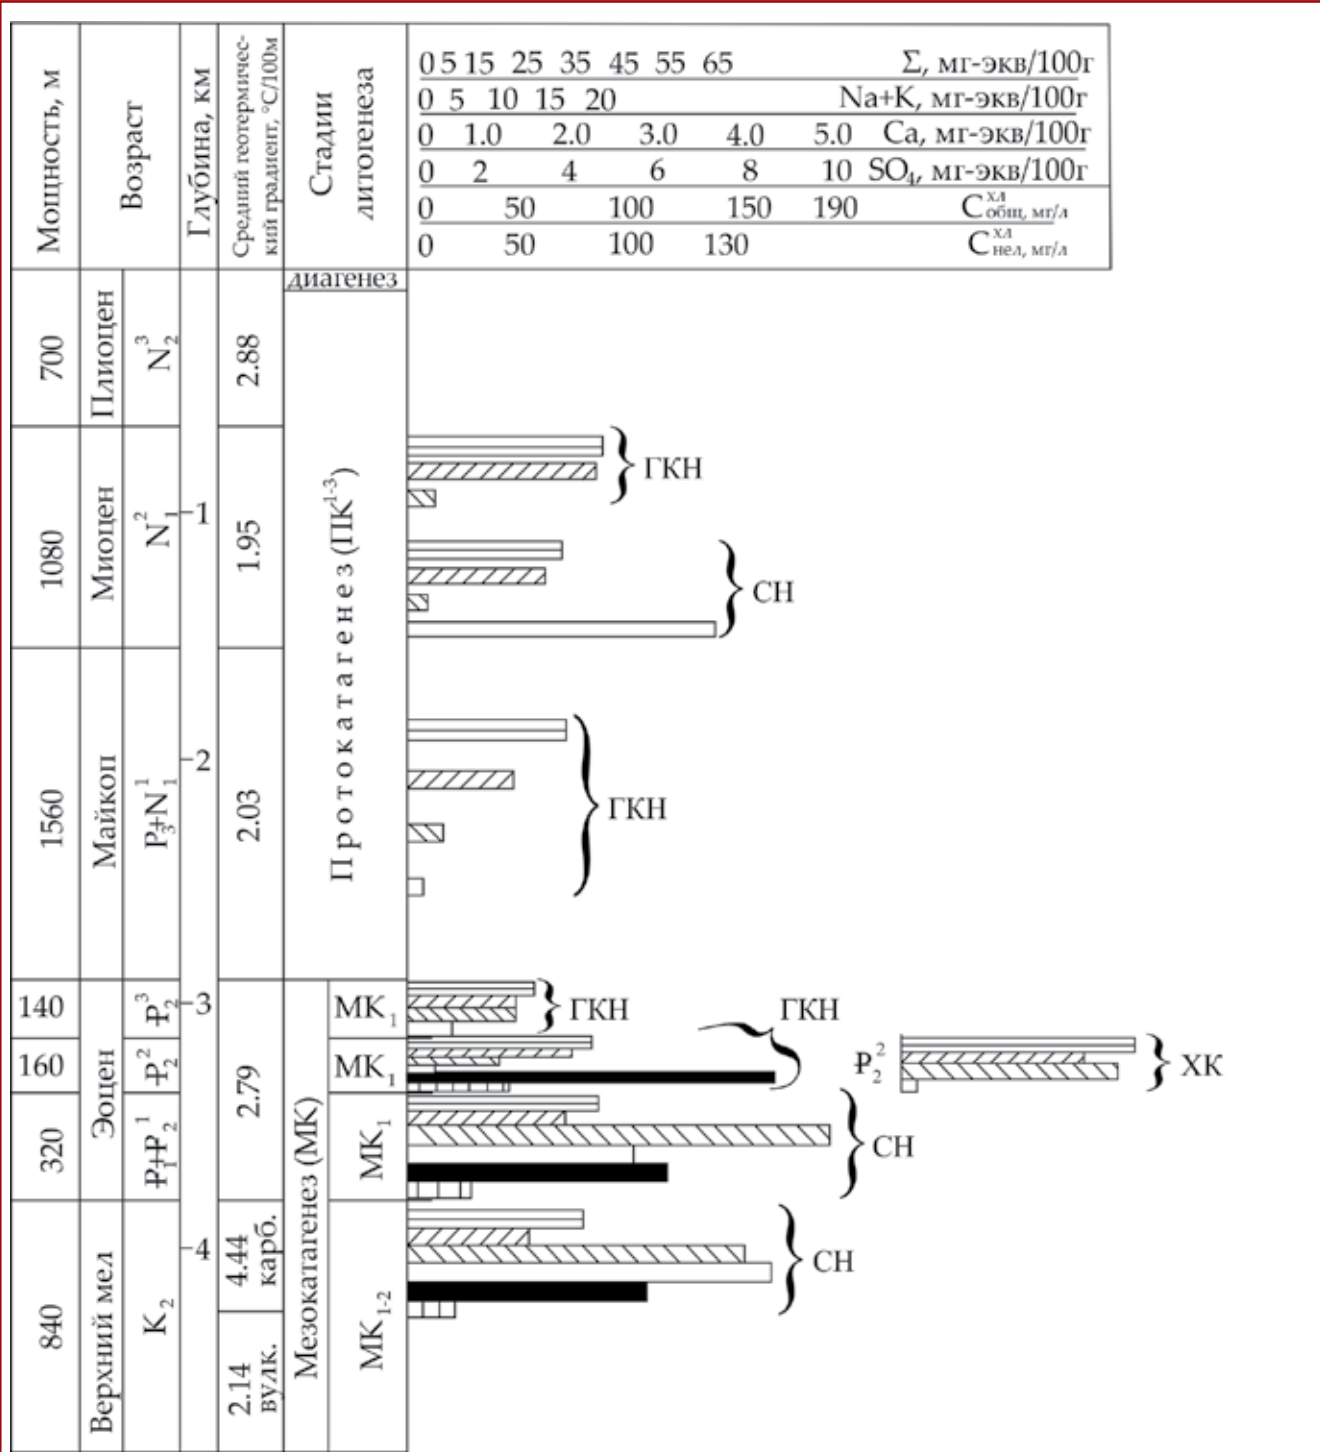 Мощность, м
Возраст
Глубина, км
Средний геотермичес-
кий градиент, °С/100м
Стадии
литогенеза
0 5 15 25 35 45 55 65 Σ, мг-экв/100г
0 5 10 15 20 Na+K, мг-экв/100г
0 1.0 2.0 3.0 4.0 5.0 Ca, мг-экв/100г
0 2 4 6 8 10 SO₄, мг-экв/100г
0 50 100 150 190 C хл общ, мг/л
0 50 100 130 C хл нел, мг/л
диагенез
700 Плиоцен N₂³ 2.88
1080 Миоцен N₁² 1 1.95
Протокатагенез (ПК¹⁻³)
ГКН
СН
1560 Майкоп P₃+N₁¹ 2 2.03
ГКН
Эоцен
140 P₂³ 3 МК₁ ГКН
160 P₂² МК₁ ГКН
P₂² ХК
2.79
320 P₁+P₂¹ МК₁ СН
Мезокатагенез (МК)
840 Верхний мел K₂ 4
4.44
карб.
2.14
вулк.
МК₁₋₂
СН